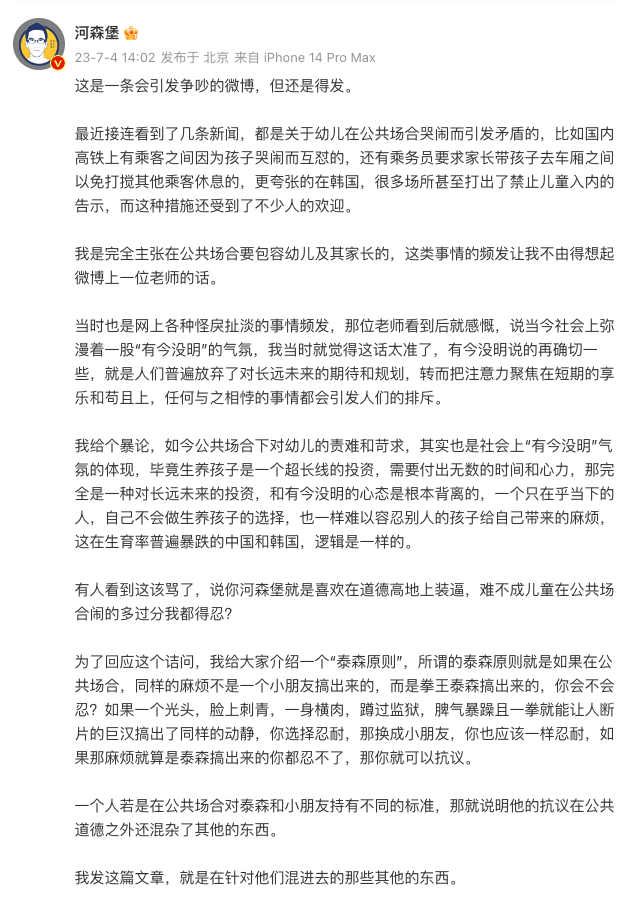 河森堡
23-7-4 14:02 发布于 北京 来自 iPhone 14 Pro Max
这是一条会引发争吵的微博，但还是得发。
最近接连看到了几条新闻，都是关于幼儿在公共场合哭闹而引发矛盾的，比如国内
高铁上有乘客之间因为孩子哭闹而互怼的，还有乘务员要求家长带孩子去车厢之间
以免打搅其他乘客休息的，更夸张的在韩国，很多场所甚至打出了禁止儿童入内的
告示，而这种措施还受到了不少人的欢迎。
我是完全主张在公共场合要包容幼儿及其家长的，这类事情的频发让我不由得想起
微博上一位老师的话。
当时也是网上各种怪戾扯淡的事情频发，那位老师看到后就感慨，说当今社会上弥
漫着一股“有今没明”的气氛，我当时就觉得这话太准了，有今没明说的再确切一
些，就是人们普遍放弃了对长远未来的期待和规划，转而把注意力聚焦在短期的享
乐和苟且上，任何与之相悖的事情都会引发人们的排斥。
我给个暴论，如今公共场合下对幼儿的责难和苛求，其实也是社会上“有今没明”气
氛的体现，毕竟生养孩子是一个超长线的投资，需要付出无数的时间和心力，那完
全是一种对长远未来的投资，和有今没明的心态是根本背离的，一个只在乎当下的
人，自己不会做生养孩子的选择，也一样难以容忍别人的孩子给自己带来的麻烦，
这在生育率普遍暴跌的中国和韩国，逻辑是一样的。
有人看到这该骂了，说你河森堡就是喜欢在道德高地上装逼，难不成儿童在公共场
合闹的多过分我都得忍？
为了回应这个诘问，我给大家介绍一个“泰森原则”，所谓的泰森原则就是如果在公
共场合，同样的麻烦不是一个小朋友搞出来的，而是拳王泰森搞出来的，你会不会
忍？如果一个光头，脸上刺青，一身横肉，蹲过监狱，脾气暴躁且一拳就能让人断
片的巨汉搞出了同样的动静，你选择忍耐，那换成小朋友，你也应该一样忍耐，如
果那麻烦就算是泰森搞出来的你都忍不了，那你就可以抗议。
一个人若是在公共场合对泰森和小朋友持有不同的标准，那就说明他的抗议在公共
道德之外还混杂了其他的东西。
我发这篇文章，就是在针对他们混进去的那些其他的东西。